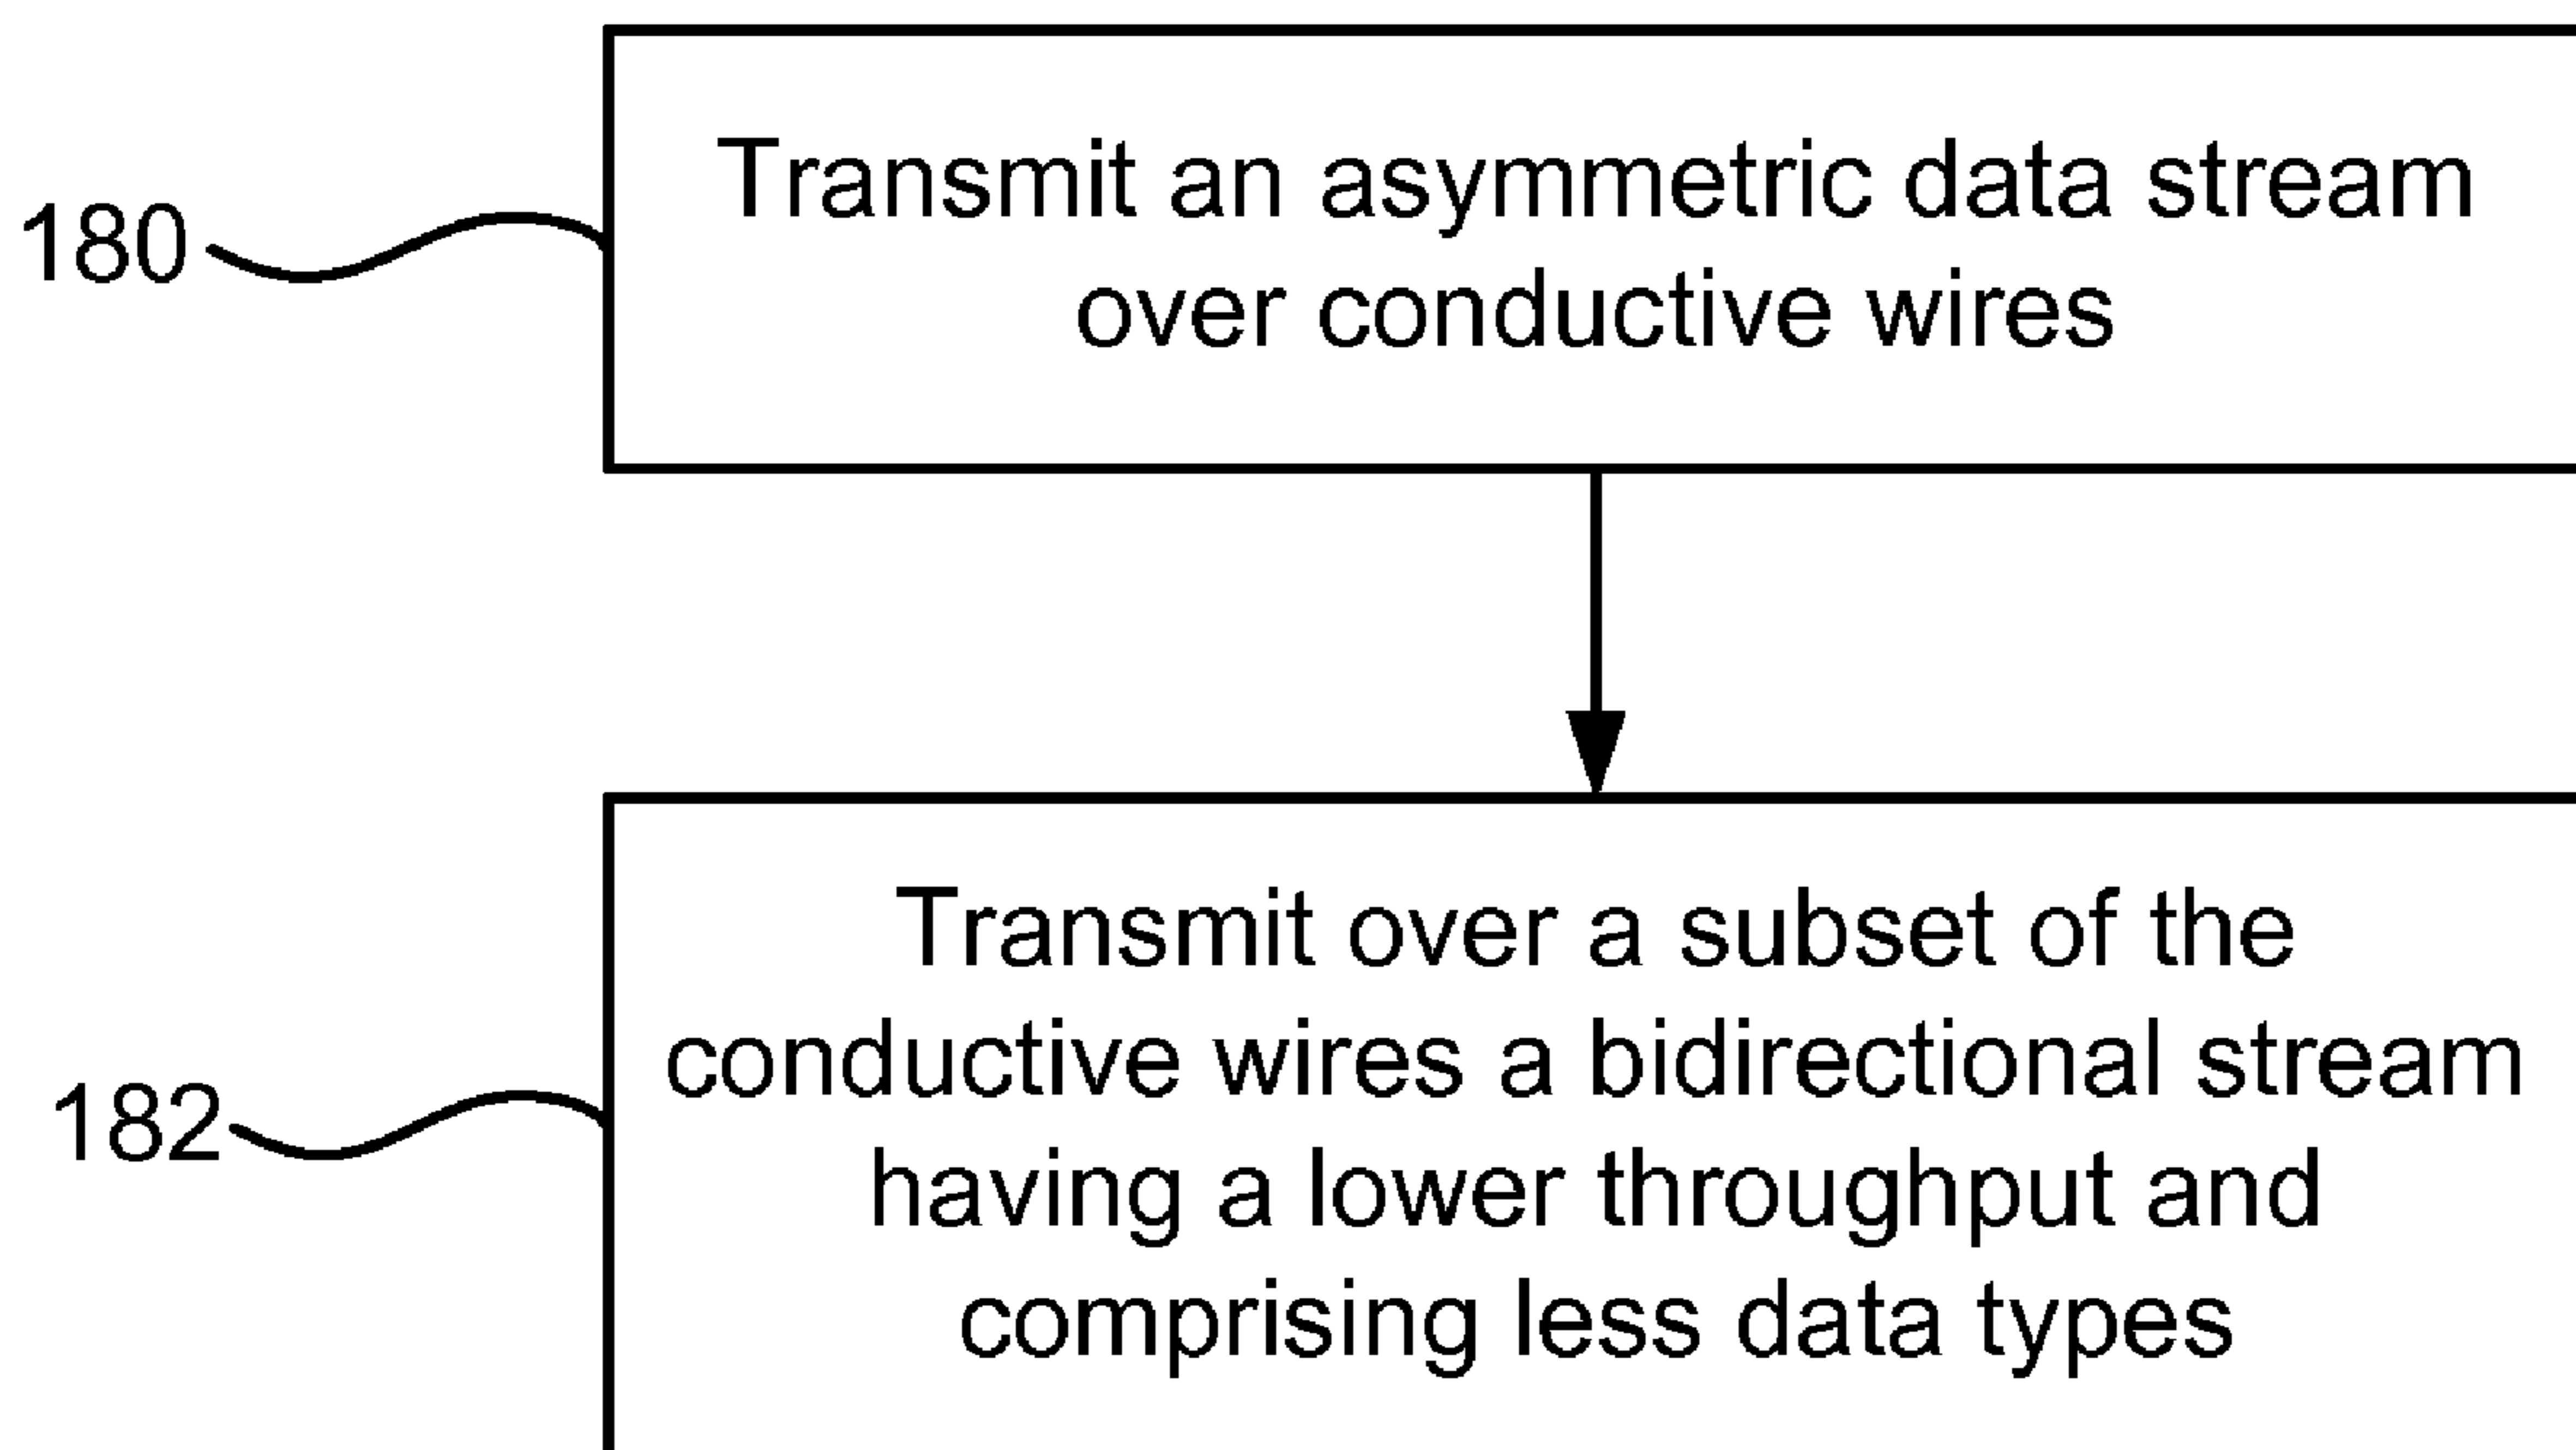 180
Transmit an asymmetric data stream
over conductive wires
182
Transmit over a subset of the
conductive wires a bidirectional stream
having a lower throughput and
comprising less data types